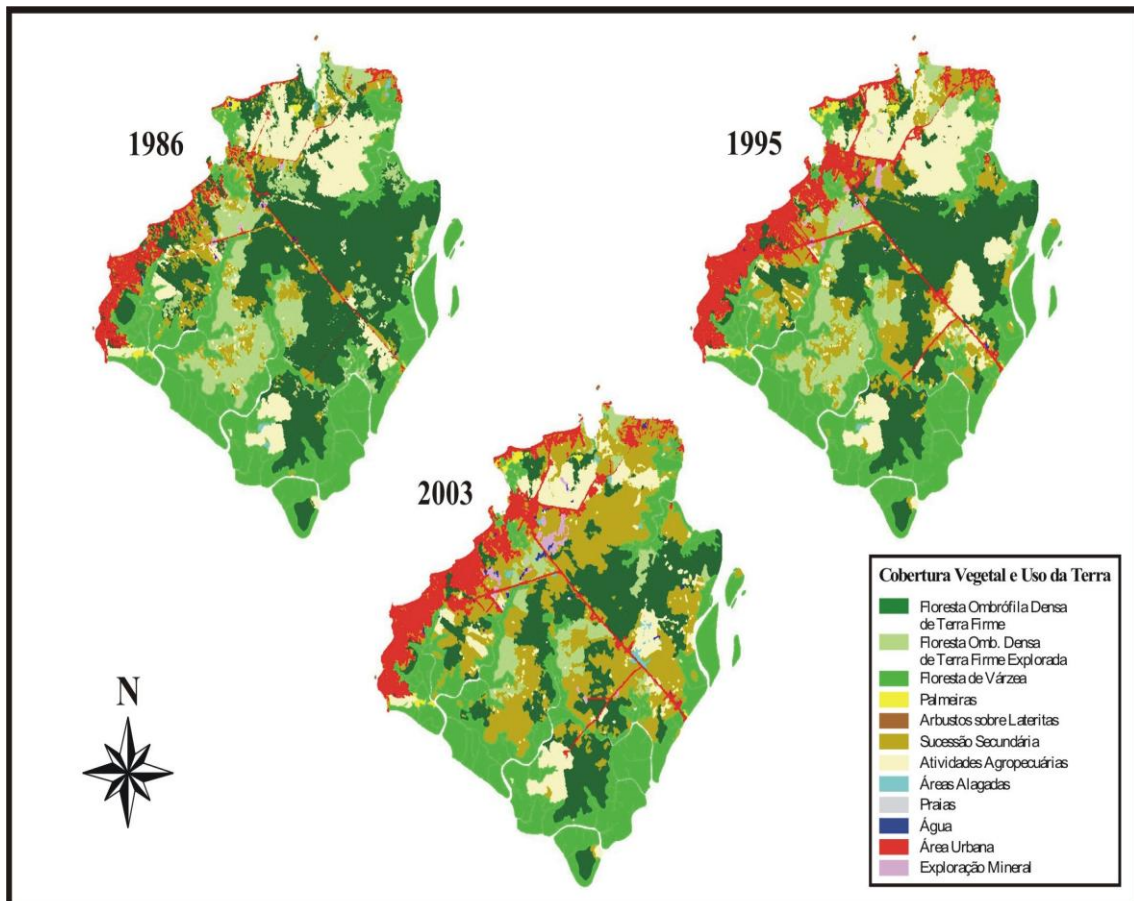 1986
1995
2003
N
Cobertura Vegetal e Uso da Terra
Floresta Ombrófila Densa
de Terra Firme
Floresta Omb. Densa
de Terra Firme Explorada
Floresta de Várzea
Palmeiras
Arbustos sobre Lateritas
Sucessão Secundária
Atividades Agropecuárias
Áreas Alagadas
Praias
Água
Área Urbana
Exploração Mineral